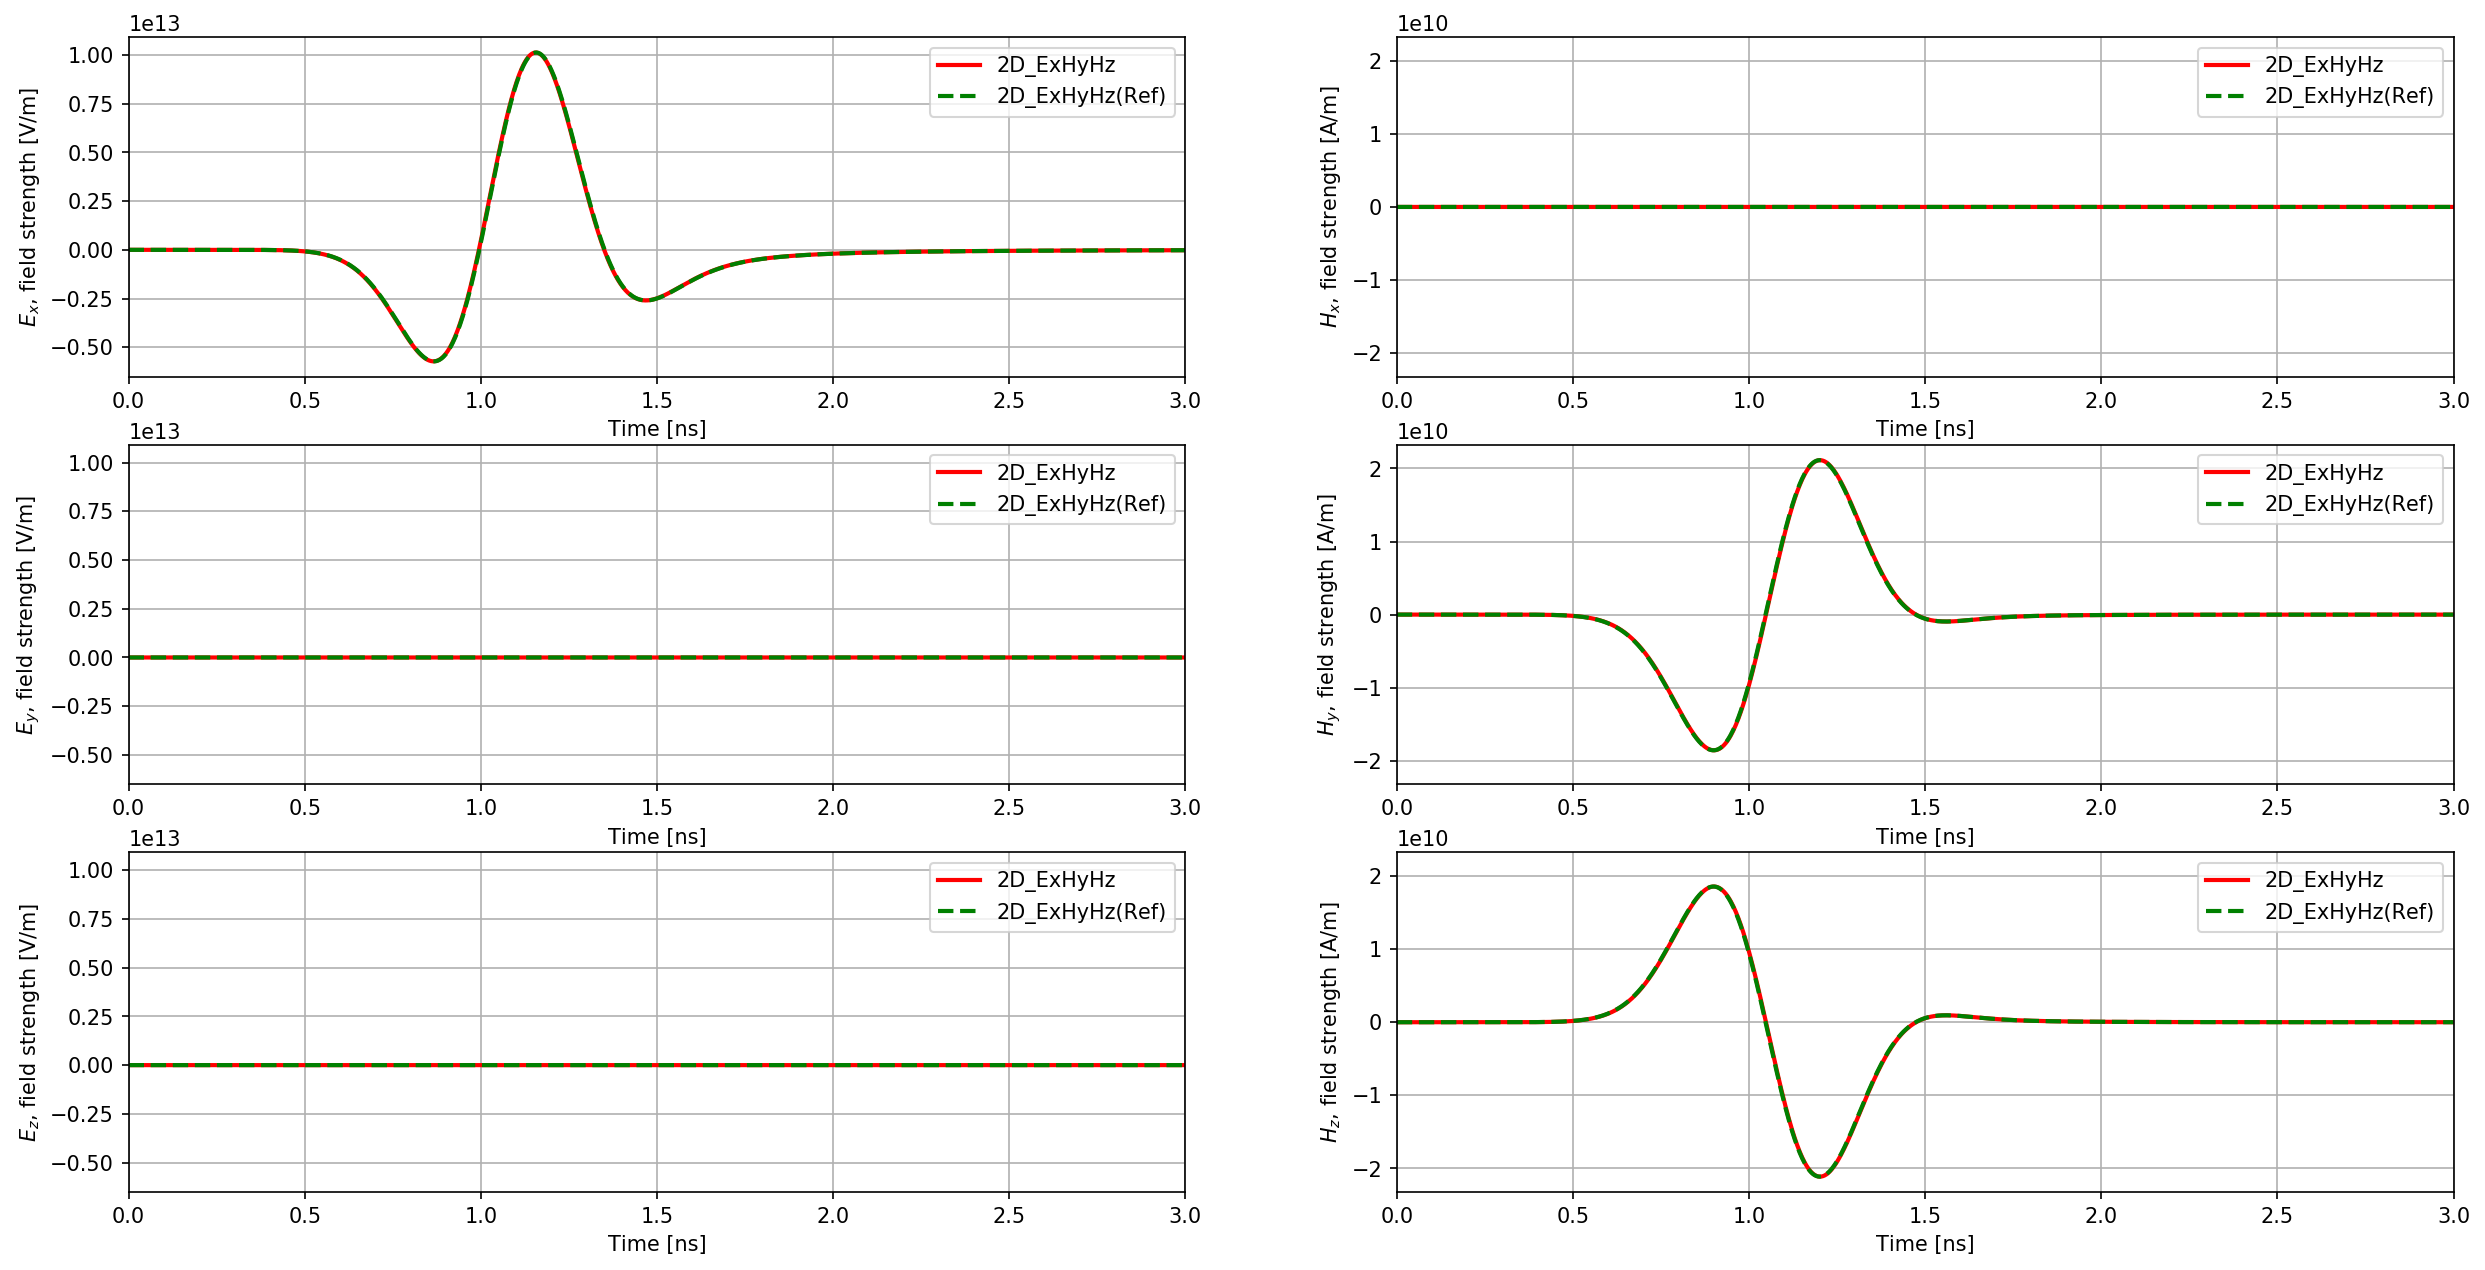 1e13
1.00
0.75
0.50
0.25
0.00
−0.25
−0.50
Ex, field strength [V/m]
2D_ExHyHz
2D_ExHyHz(Ref)
0.0 0.5 1.0 1.5 2.0 2.5 3.0
Time [ns]
1e10
2
1
0
−1
−2
Hx, field strength [A/m]
2D_ExHyHz
2D_ExHyHz(Ref)
0.0 0.5 1.0 1.5 2.0 2.5 3.0
Time [ns]
1e13
1.00
0.75
0.50
0.25
0.00
−0.25
−0.50
Ey, field strength [V/m]
2D_ExHyHz
2D_ExHyHz(Ref)
0.0 0.5 1.0 1.5 2.0 2.5 3.0
Time [ns]
1e10
2
1
0
−1
−2
Hy, field strength [A/m]
2D_ExHyHz
2D_ExHyHz(Ref)
0.0 0.5 1.0 1.5 2.0 2.5 3.0
Time [ns]
1e13
1.00
0.75
0.50
0.25
0.00
−0.25
−0.50
Ez, field strength [V/m]
2D_ExHyHz
2D_ExHyHz(Ref)
0.0 0.5 1.0 1.5 2.0 2.5 3.0
Time [ns]
1e10
2
1
0
−1
−2
Hz, field strength [A/m]
2D_ExHyHz
2D_ExHyHz(Ref)
0.0 0.5 1.0 1.5 2.0 2.5 3.0
Time [ns]